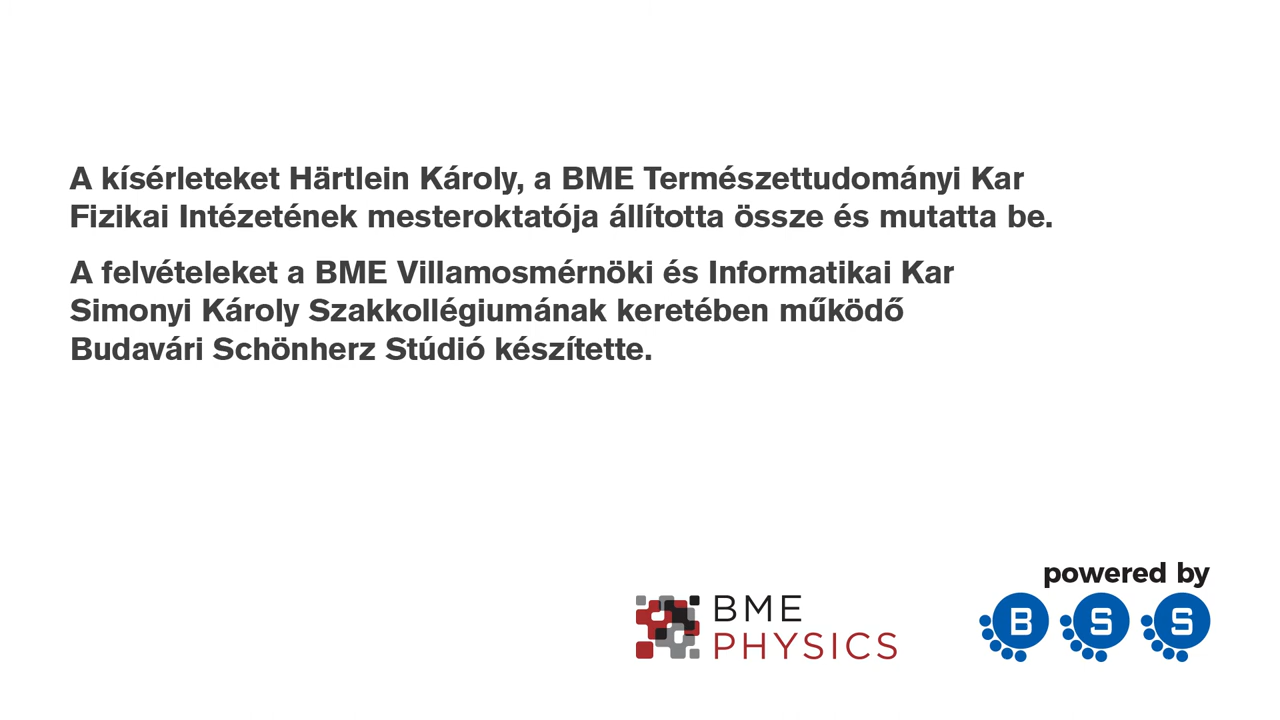 A kísérleteket Härtlein Károly, a BME Természettudományi Kar
Fizikai Intézetének mesteroktatója állította össze és mutatta be.
A felvételeket a BME Villamosmérnöki és Informatikai Kar
Simonyi Károly Szakkollégiumának keretében működő
Budavári Schönherz Stúdió készítette.
powered by
BME
PHYSICS
B S S